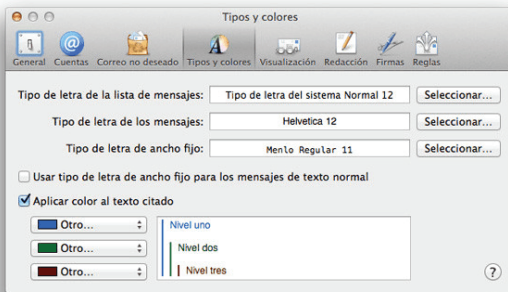 Tipos y colores
General Cuentas Correo no deseado Tipos y colores Visualización Redacción Firmas Reglas
Tipo de letra de la lista de mensajes: Tipo de letra del sistema Normal 12 Seleccionar...
Tipo de letra de los mensajes: Helvetica 12 Seleccionar...
Tipo de letra de ancho fijo: Menlo Regular 11 Seleccionar...
Usar tipo de letra de ancho fijo para los mensajes de texto normal
Aplicar color al texto citado
Otro... Nivel uno
Otro... Nivel dos
Otro... Nivel tres
?